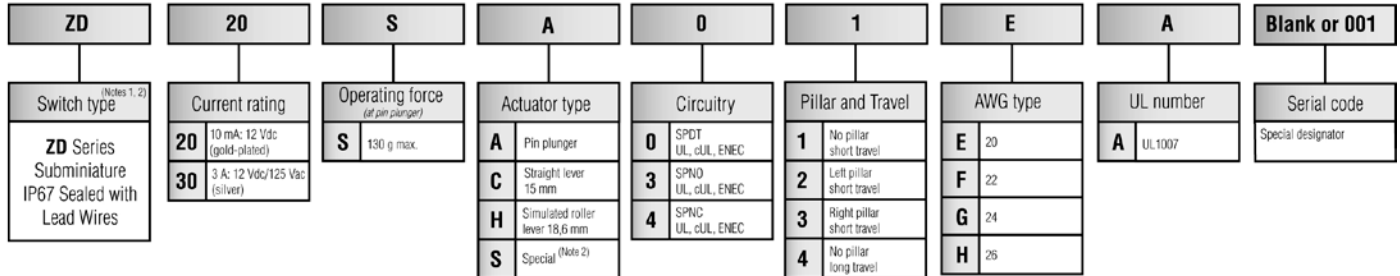 ZD 20 S A 0 1 E A Blank or 001
Switch type (Notes 1, 2)
ZD Series
Subminiature
IP67 Sealed with
Lead Wires
Current rating
20 10 mA: 12 Vdc
(gold-plated)
30 3 A: 12 Vdc/125 Vac
(silver)
Operating force
(at pin plunger)
S 130 g max.
Actuator type
A Pin plunger
C Straight lever
15 mm
H Simulated roller
lever 18,6 mm
S Special (Note 2)
Circuitry
0 SPDT
UL, cUL, ENEC
3 SPNO
UL, cUL, ENEC
4 SPNC
UL, cUL, ENEC
Pillar and Travel
1 No pillar
short travel
2 Left pillar
short travel
3 Right pillar
short travel
4 No pillar
long travel
AWG type
E 20
F 22
G 24
H 26
UL number
A UL1007
Serial code
Special designator